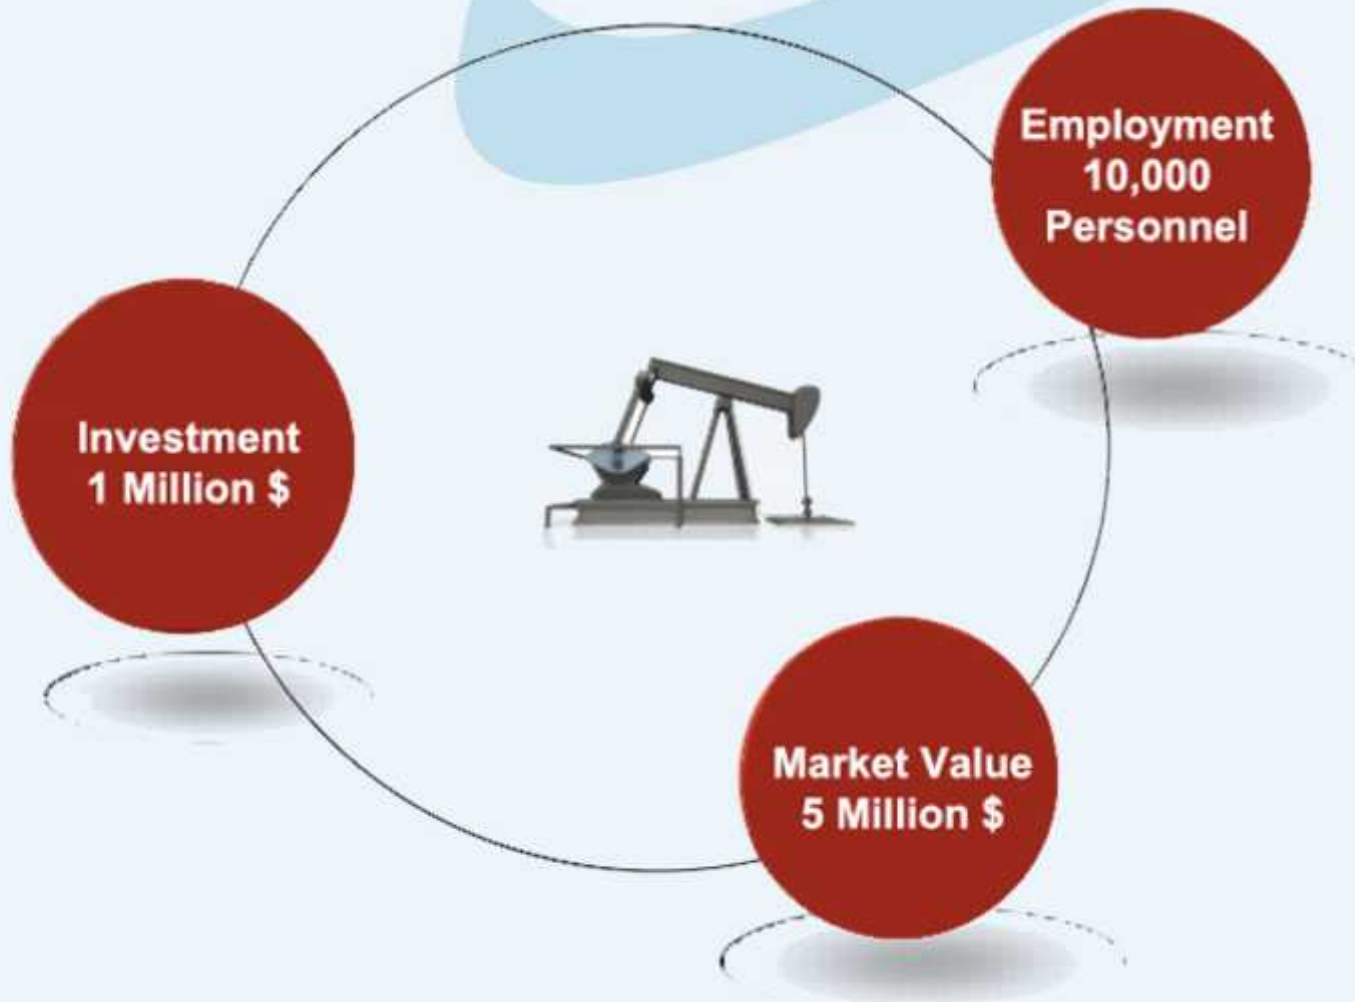 Employment
10,000
Personnel
Investment
1 Million $
Market Value
5 Million $